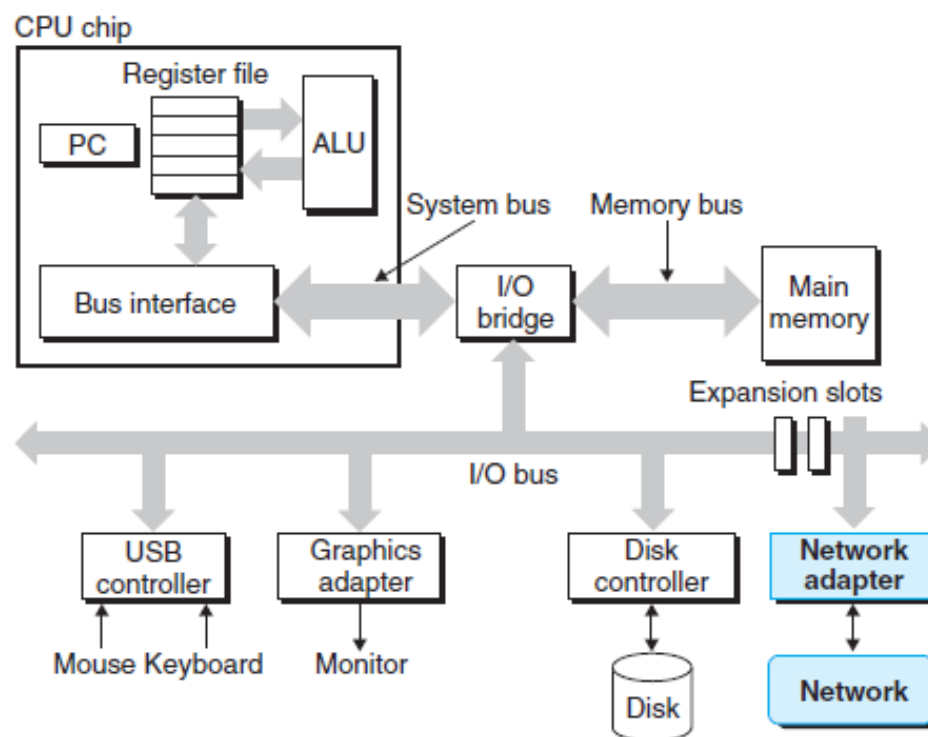 CPU chip
Register file
PC
ALU
System bus
Memory bus
Bus interface
I/O
bridge
Main
memory
Expansion slots
I/O bus
USB
controller
Graphics
adapter
Disk
controller
Network
adapter
Mouse Keyboard
Monitor
Disk
Network